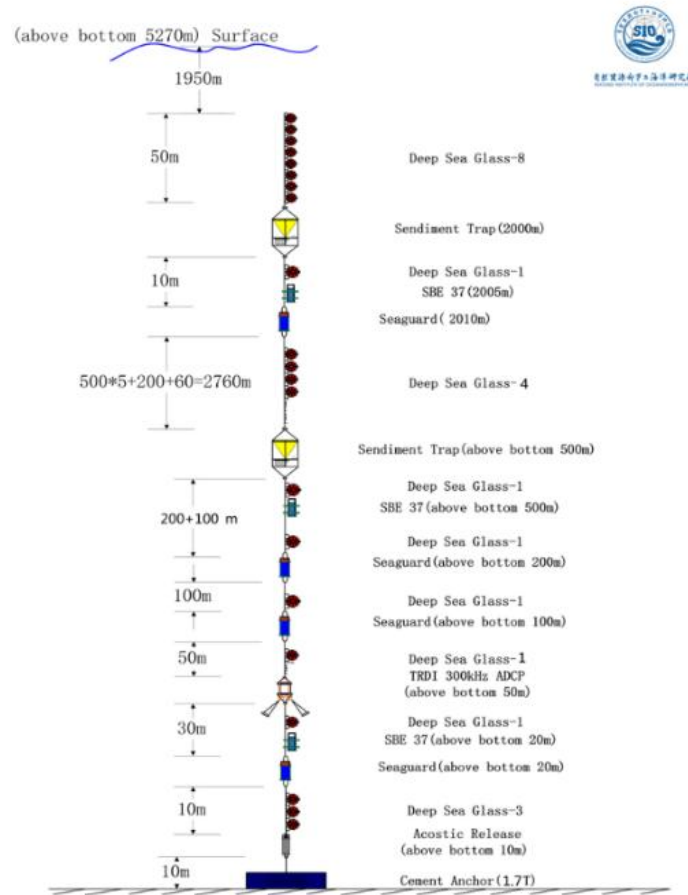 (above bottom 5270m) Surface
SIO
1950m
50m
Deep Sea Glass-8
Sendiment Trap(2000m)
Deep Sea Glass-1
10m
SBE 37(2005m)
Seaguard( 2010m)
500*5+200+60=2760m
Deep Sea Glass-4
Sendiment Trap(above bottom 500m)
Deep Sea Glass-1
SBE 37(above bottom 500m)
200+100 m
Deep Sea Glass-1
Seaguard(above bottom 200m)
100m
Deep Sea Glass-1
Seaguard(above bottom 100m)
50m
Deep Sea Glass-1
TRDI 300kHz ADCP
(above bottom 50m)
30m
Deep Sea Glass-1
SBE 37(above bottom 20m)
Seaguard(above bottom 20m)
10m
Deep Sea Glass-3
Acostic Release
(above bottom 10m)
10m
Cement Anchor(1.7T)